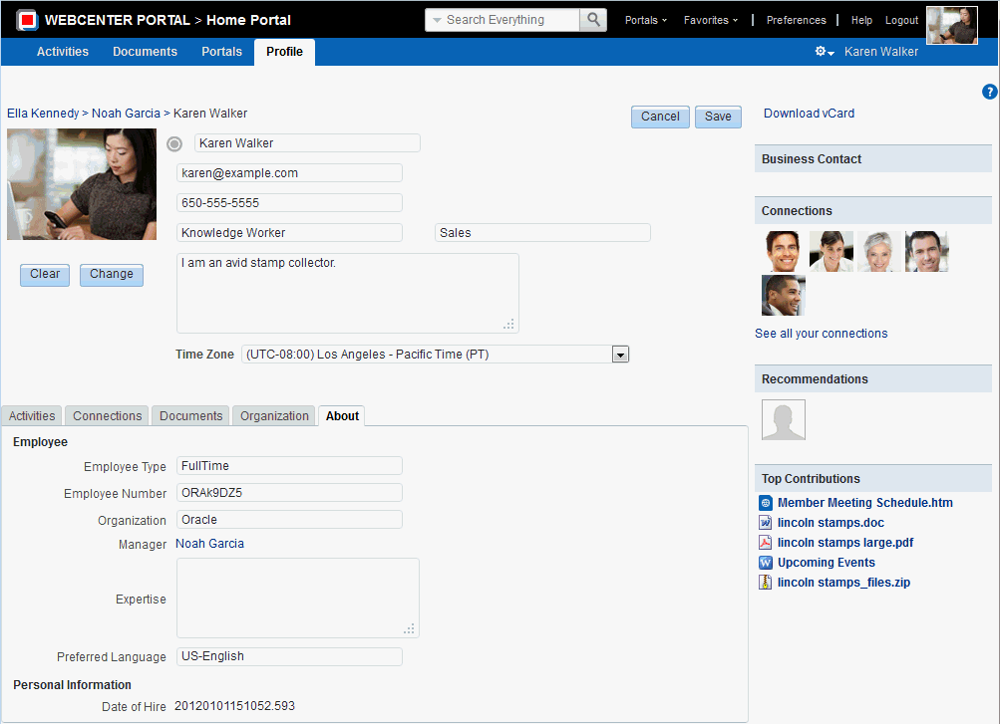 WEBCENTER PORTAL > Home Portal
Search Everything
Portals
Favorites
Preferences
Help
Logout
Activities
Documents
Portals
Profile
Karen Walker
Ella Kennedy > Noah Garcia > Karen Walker
Cancel
Save
Karen Walker
karen@example.com
650-555-5555
Knowledge Worker
Sales
I am an avid stamp collector.
Clear
Change
Time Zone
(UTC-08:00) Los Angeles - Pacific Time (PT)
Activities
Connections
Documents
Organization
About
Employee
Employee Type FullTime
Employee Number ORAk9DZ5
Organization Oracle
Manager Noah Garcia
Expertise
Preferred Language US-English
Personal Information
Date of Hire 20120101151052.593
?
Download vCard
Business Contact
Connections
See all your connections
Recommendations
Top Contributions
Member Meeting Schedule.htm
lincoln stamps.doc
lincoln stamps large.pdf
Upcoming Events
lincoln stamps_files.zip